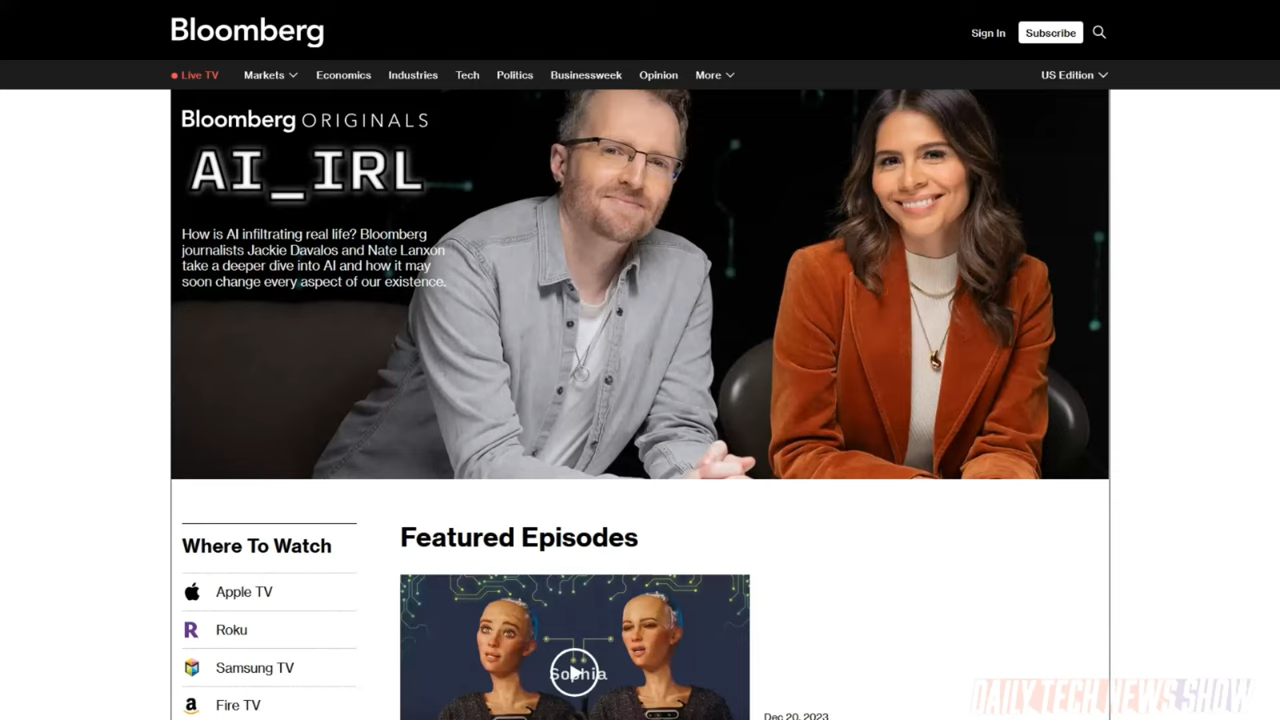 Bloomberg
Sign In
Subscribe
Live TV
Markets
Economics
Industries
Tech
Politics
Businessweek
Opinion
More
US Edition
Bloomberg ORIGINALS
AI_IRL
How is AI infiltrating real life? Bloomberg
journalists Jackie Davalos and Nate Lanxon
take a deeper dive into AI and how it may
soon change every aspect of our existence.
Where To Watch
Apple TV
Roku
Samsung TV
Fire TV
Featured Episodes
Sophia
Dec 20, 2023
DAILY TECH NEWS SHOW